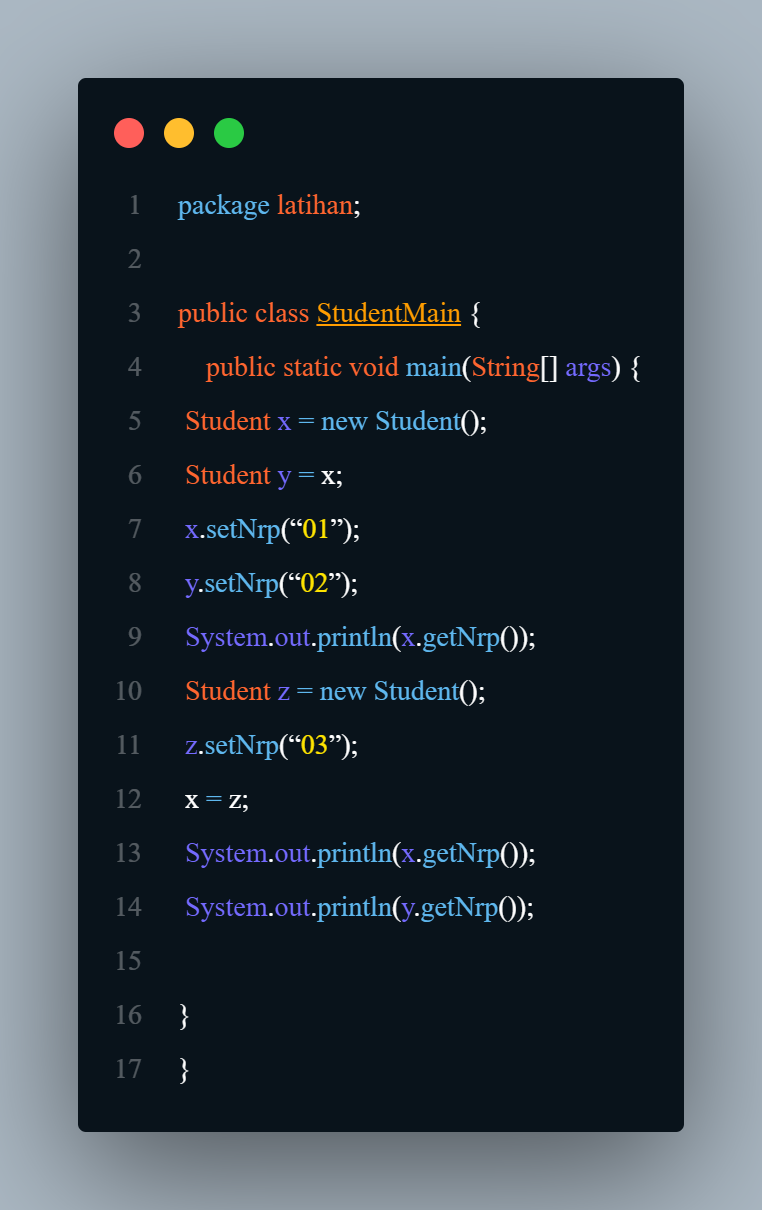 1 package latihan;
2
3 public class StudentMain {
4 public static void main(String[] args) {
5 Student x = new Student();
6 Student y = x;
7 x.setNrp(“01”);
8 y.setNrp(“02”);
9 System.out.println(x.getNrp());
10 Student z = new Student();
11 z.setNrp(“03”);
12 x = z;
13 System.out.println(x.getNrp());
14 System.out.println(y.getNrp());
15
16 }
17 }